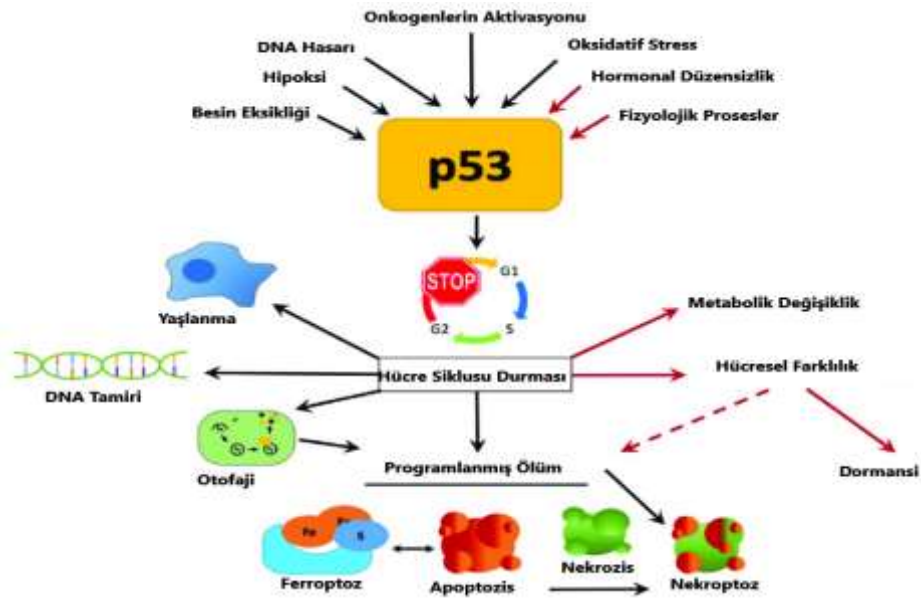 Onkogenlerin Aktivasyonu
DNA Hasarı
Oksidatif Stress
Hipoksi
Hormonal Düzensizlik
Besin Eksikliği
Fizyolojik Prosesler
p53
STOP
G1
G2
S
Yaşlanma
Metabolik Değişiklik
Hücre Siklusu Durması
Hücresel Farklılık
DNA Tamiri
Otofaji
Programlanmış Ölüm
Dormansi
Fe
S
Nekrozis
Ferroptoz
Apoptozis
Nekroptoz